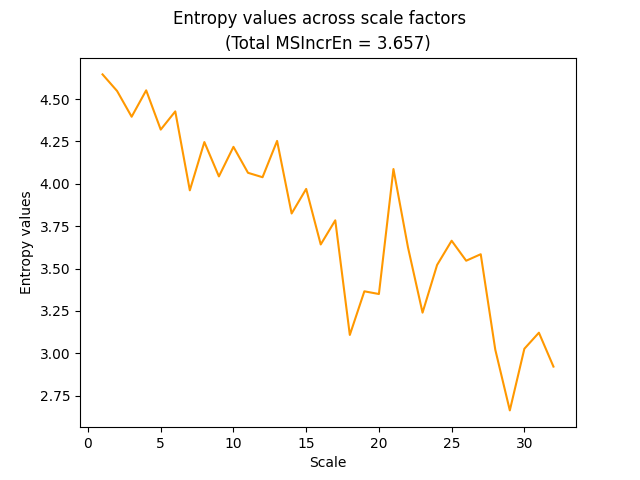 Entropy values across scale factors
(Total MSIncrEn = 3.657)
4.50
4.25
4.00
3.75
3.50
3.25
3.00
2.75
Entropy values
0 5 10 15 20 25 30
Scale